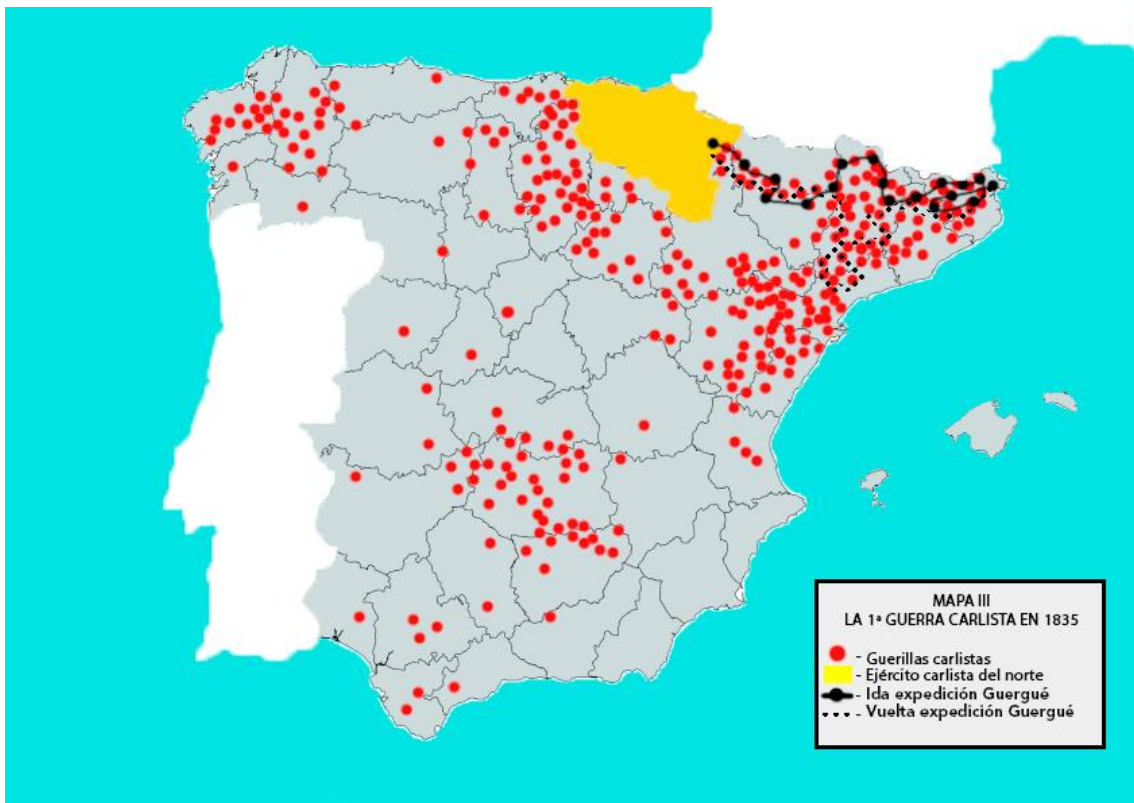 MAPA III
LA 1ª GUERRA CARLISTA EN 1835
- Guerillas carlistas
- Ejército carlista del norte
- Ida expedición Guergué
- Vuelta expedición Guergué